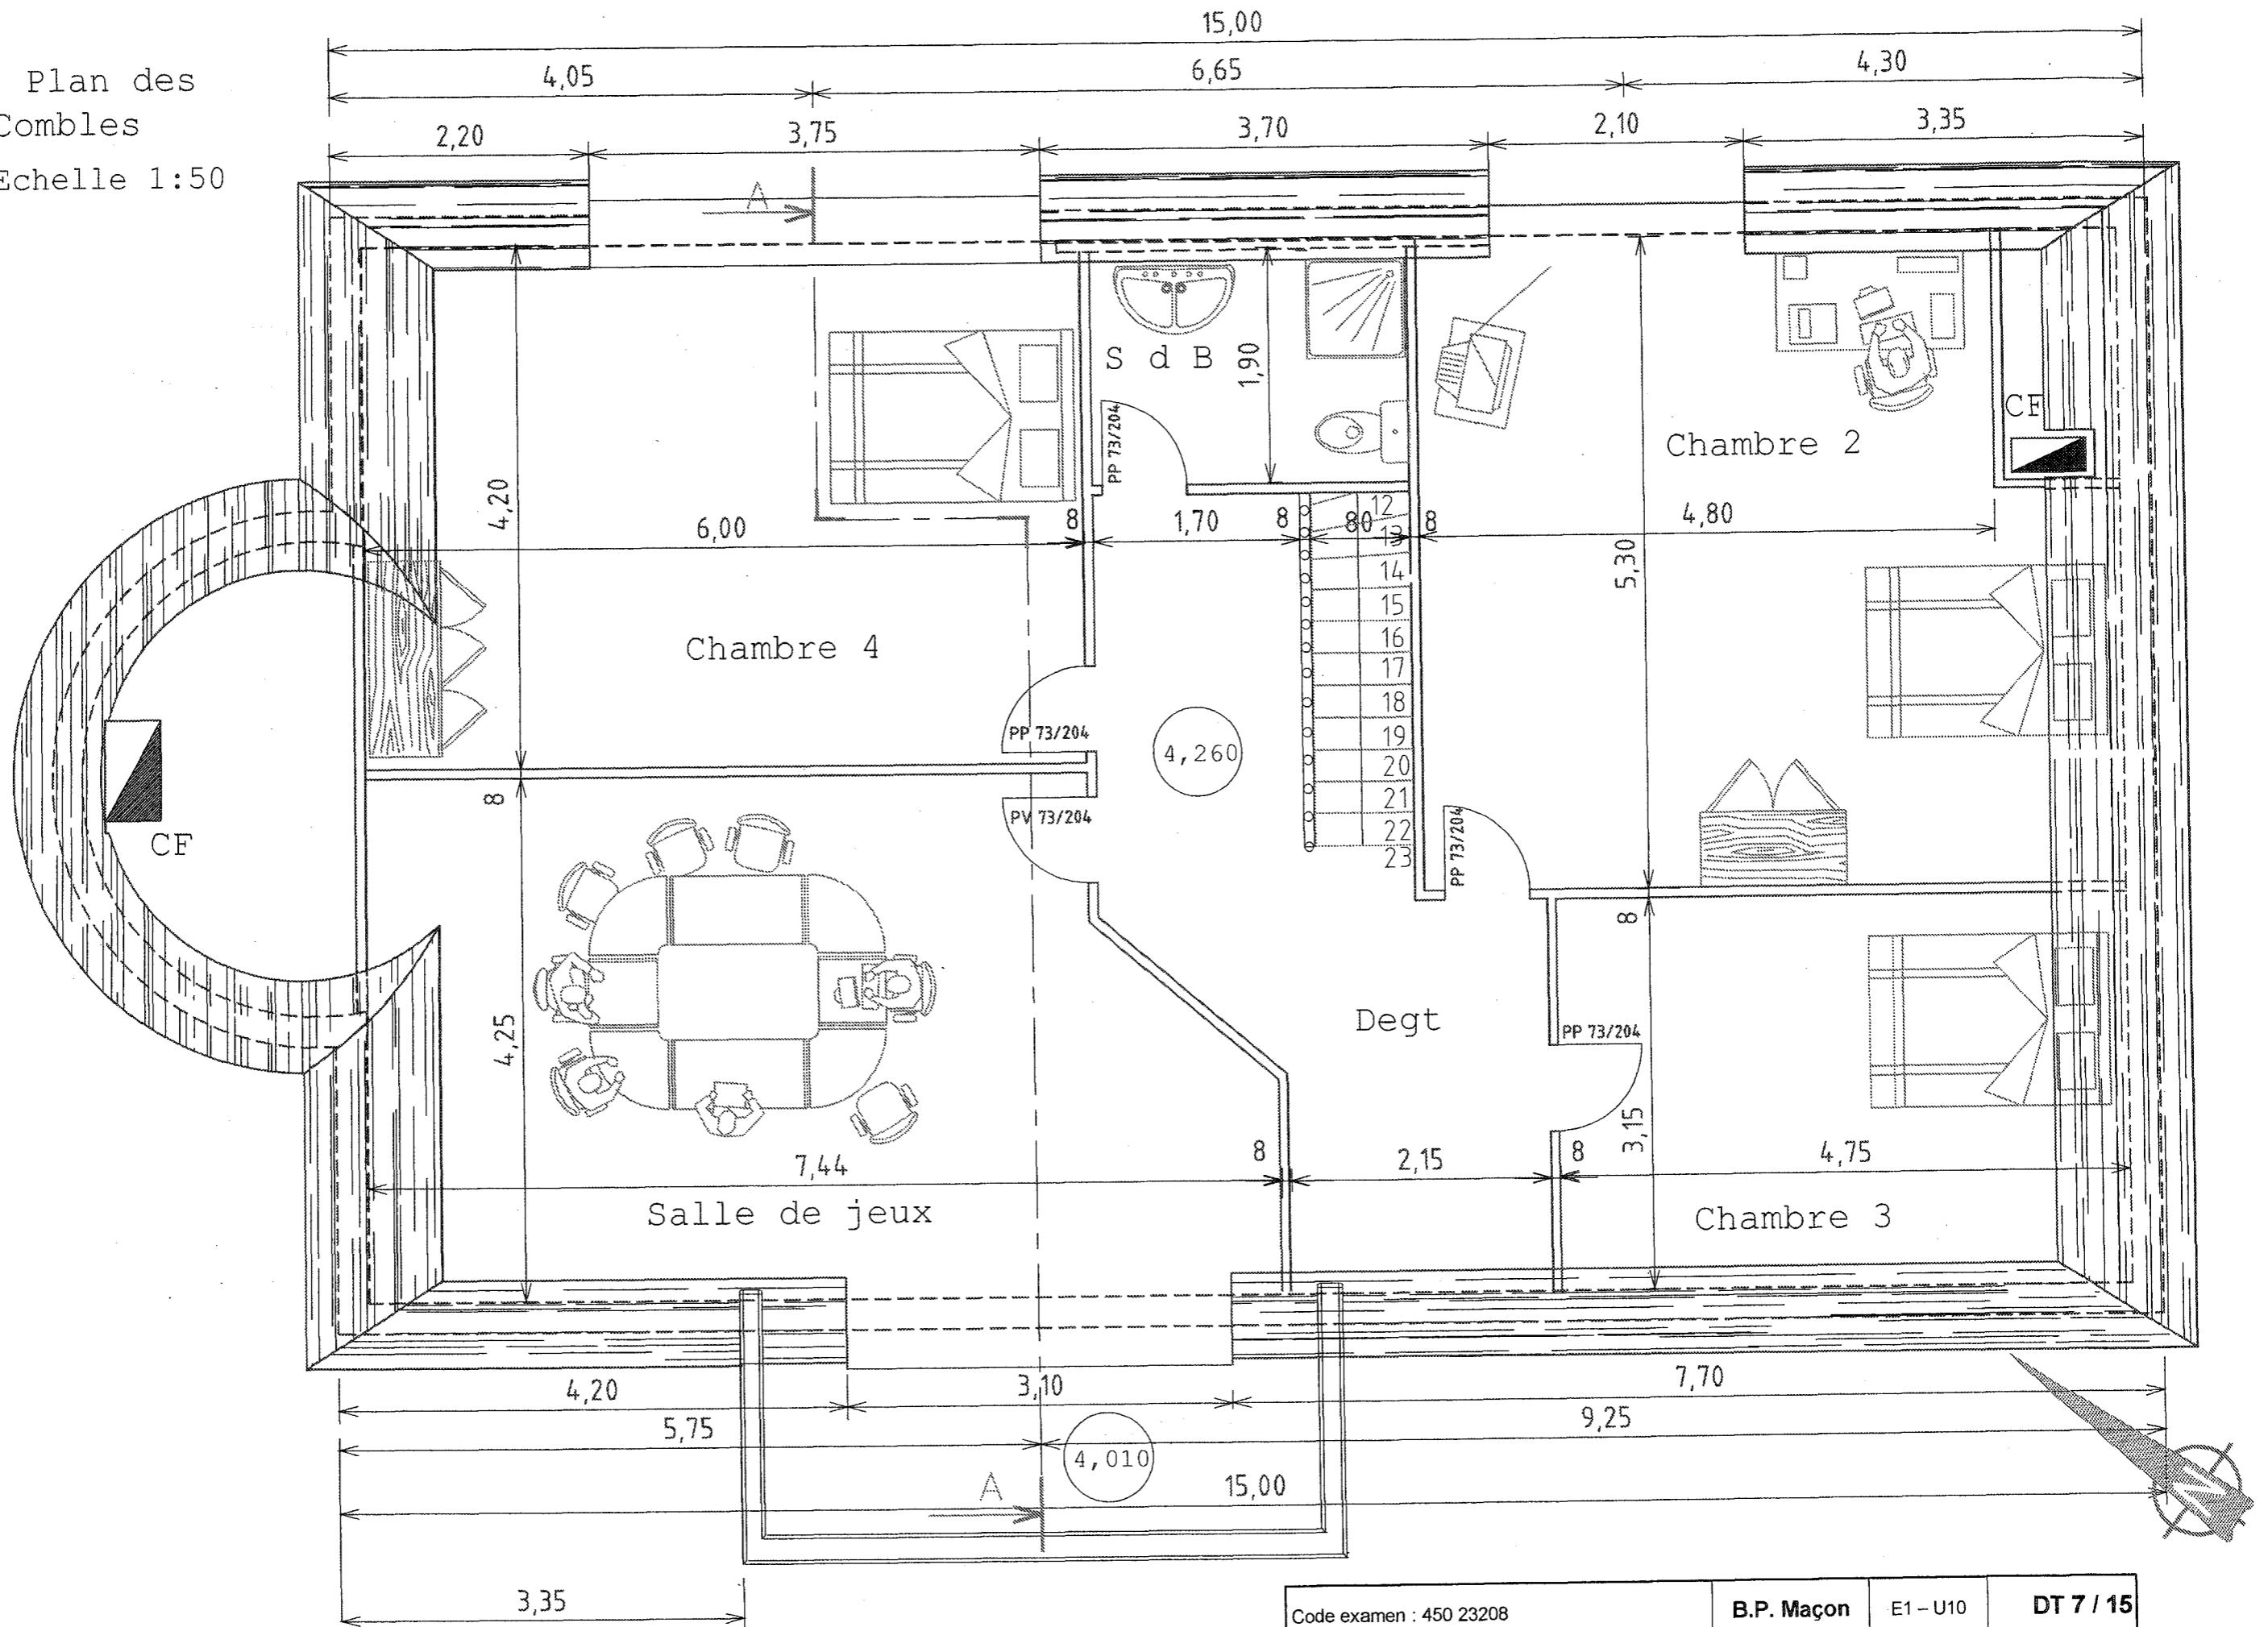 15,00
Plan des
4,05
6,65
4,30
Combles
2,20
3,75
3,70
2,10
3,35
Echelle 1:50
A
S d B
1,90
PP 73/204
Chambre 2
CF
4,20
6,00
8
1,70
8
80
8
4,80
5,30
12
13
14
15
16
17
18
19
20
21
22
23
Chambre 4
PP 73/204
4,260
8
PV 73/204
CF
PP 73/204
8
4,25
Degt
PP 73/204
3,15
8
2,15
8
4,75
7,44
Salle de jeux
Chambre 3
4,20
3,10
7,70
5,75
9,25
4,010
A
15,00
N
3,35
Code examen : 450 23208
B.P. Maçon
E1 – U10
DT 7 / 15